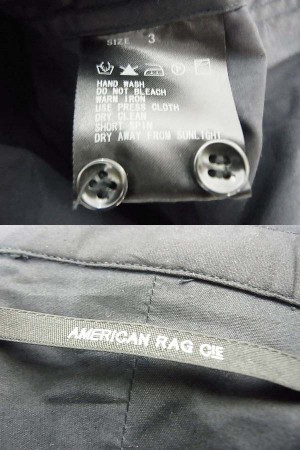 SIZE 3
HAND WASH
DO NOT BLEACH
WARM IRON
USE PRESS CLOTH
DRY CLEAN
SHORT SPIN
DRY AWAY FROM SUNLIGHT
AMERICAN RAG CIE